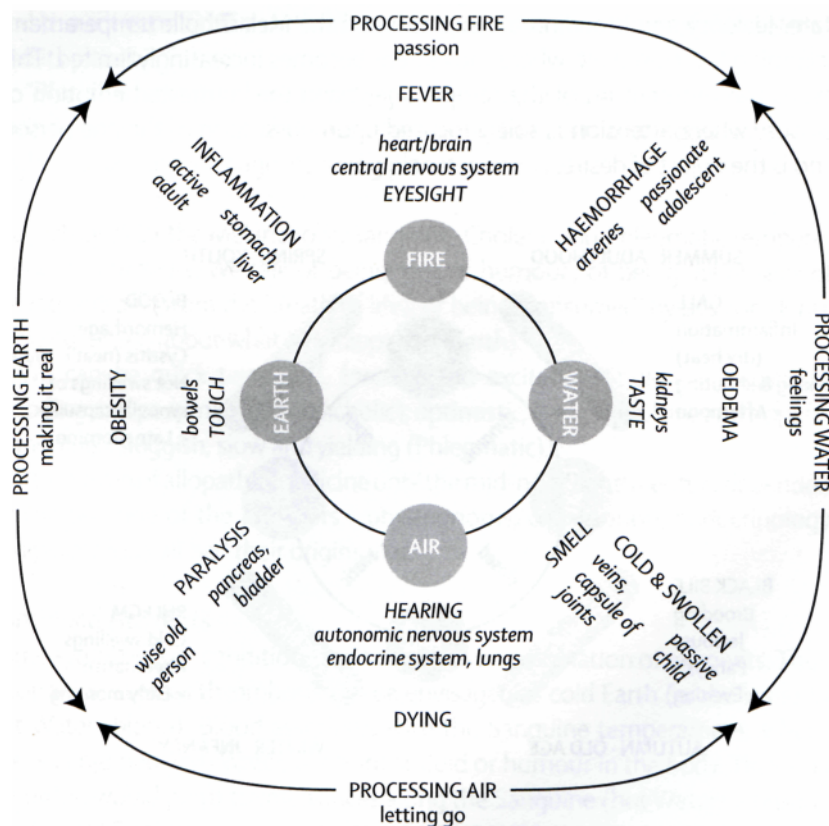 PROCESSING FIRE
passion
FEVER
heart/brain
central nervous system
EYESIGHT
FIRE
INFLAMMATION
active
adult
stomach
liver
HAEMORRHAGE
arteries
passionate
adolescent
PROCESSING EARTH
making it real
OBESITY
bowels
TOUCH
EARTH
WATER
kidneys
TASTE
OEDEMA
PROCESSING WATER
feelings
AIR
PARALYSIS
pancreas,
bladder
wise old
person
SMELL
veins,
capsule of
joints
COLD & SWOLLEN
passive
child
HEARING
autonomic nervous system
endocrine system, lungs
DYING
PROCESSING AIR
letting go